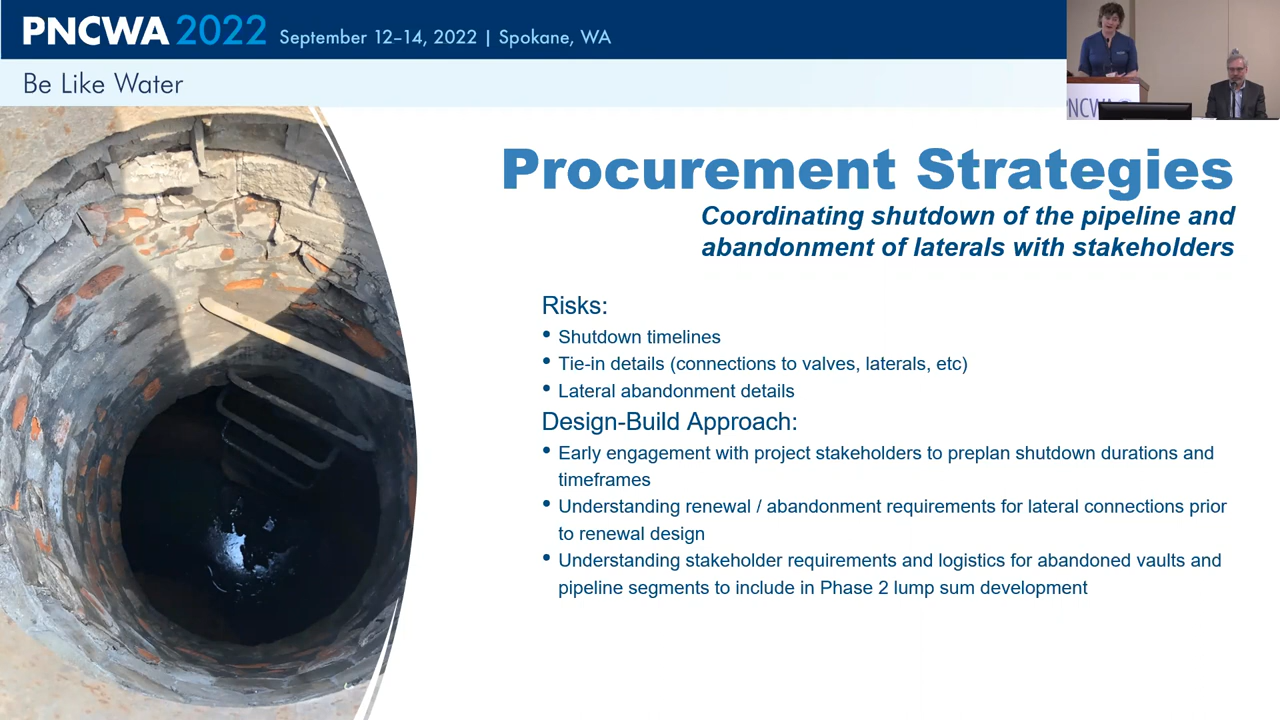 PNCWA 2022 September 12–14, 2022 | Spokane, WA
Be Like Water
PNCWA
Procurement Strategies
Coordinating shutdown of the pipeline and
abandonment of laterals with stakeholders
Risks:
• Shutdown timelines
• Tie-in details (connections to valves, laterals, etc)
• Lateral abandonment details
Design-Build Approach:
• Early engagement with project stakeholders to preplan shutdown durations and
timeframes
• Understanding renewal / abandonment requirements for lateral connections prior
to renewal design
• Understanding stakeholder requirements and logistics for abandoned vaults and
pipeline segments to include in Phase 2 lump sum development